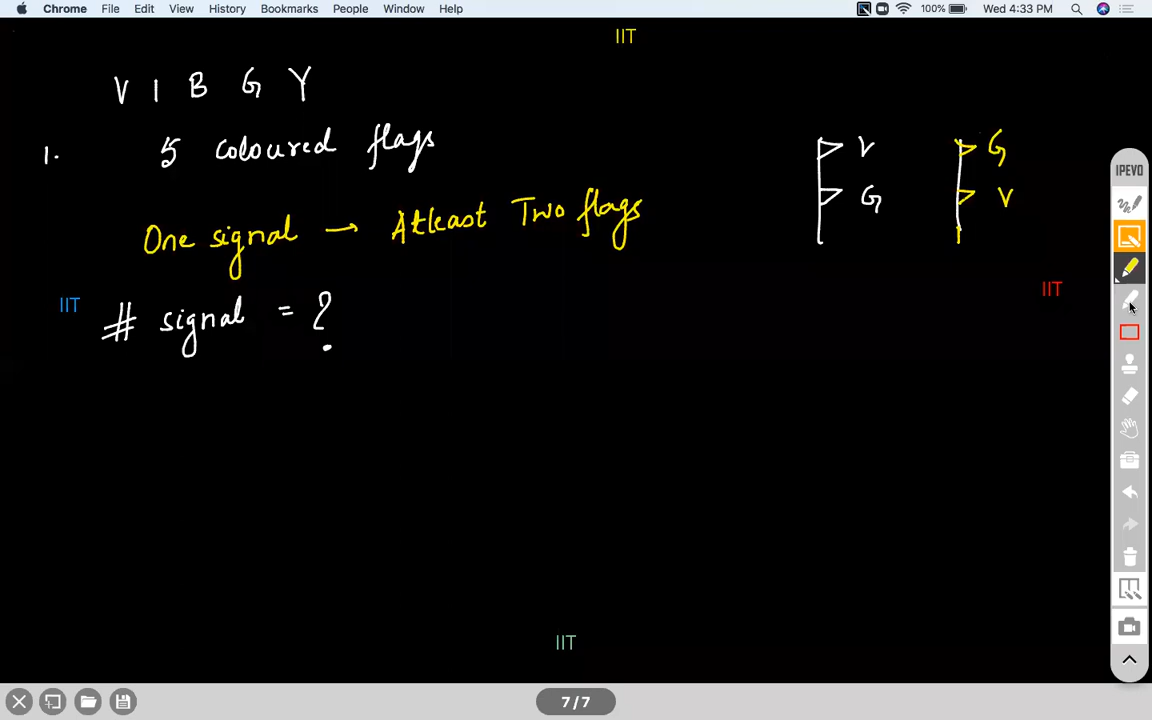 Chrome File Edit View History Bookmarks People Window Help 100% Wed 4:33 PM
IIT
V I B G Y
1. 5 coloured flags
V
G
G
V
IPEVO
One signal → Atleast Two flags
IIT
IIT
# signal = ?
IIT
7/7